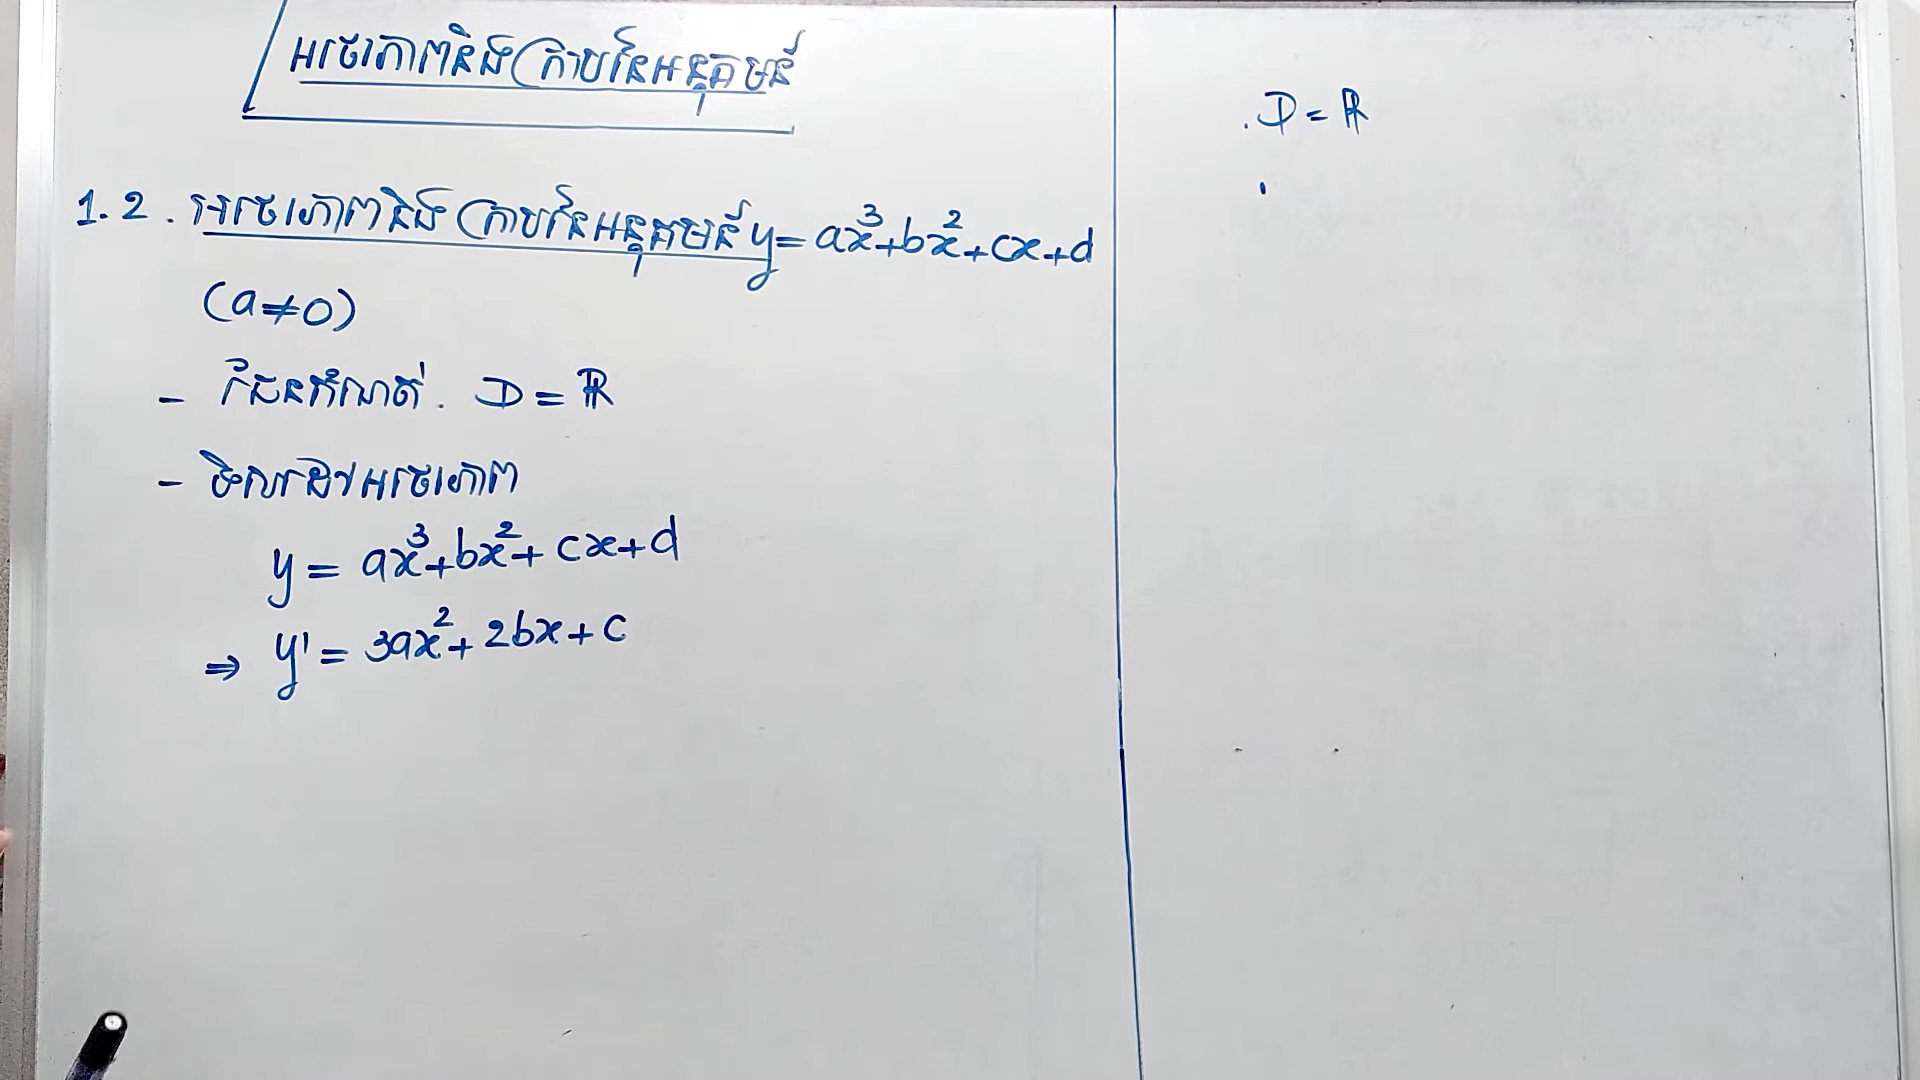 អថេរភាពនិងក្រាបនៃអនុគមន៍
1.2. អថេរភាពនិងក្រាបនៃអនុគមន៍ y = ax³ + bx² + cx + d
(a ≠ 0)
- ដែនកំណត់. D = ℝ
- ទិសដៅអថេរភាព
y = ax³ + bx² + cx + d
⇒ y' = 3ax² + 2bx + c
. D = ℝ
.